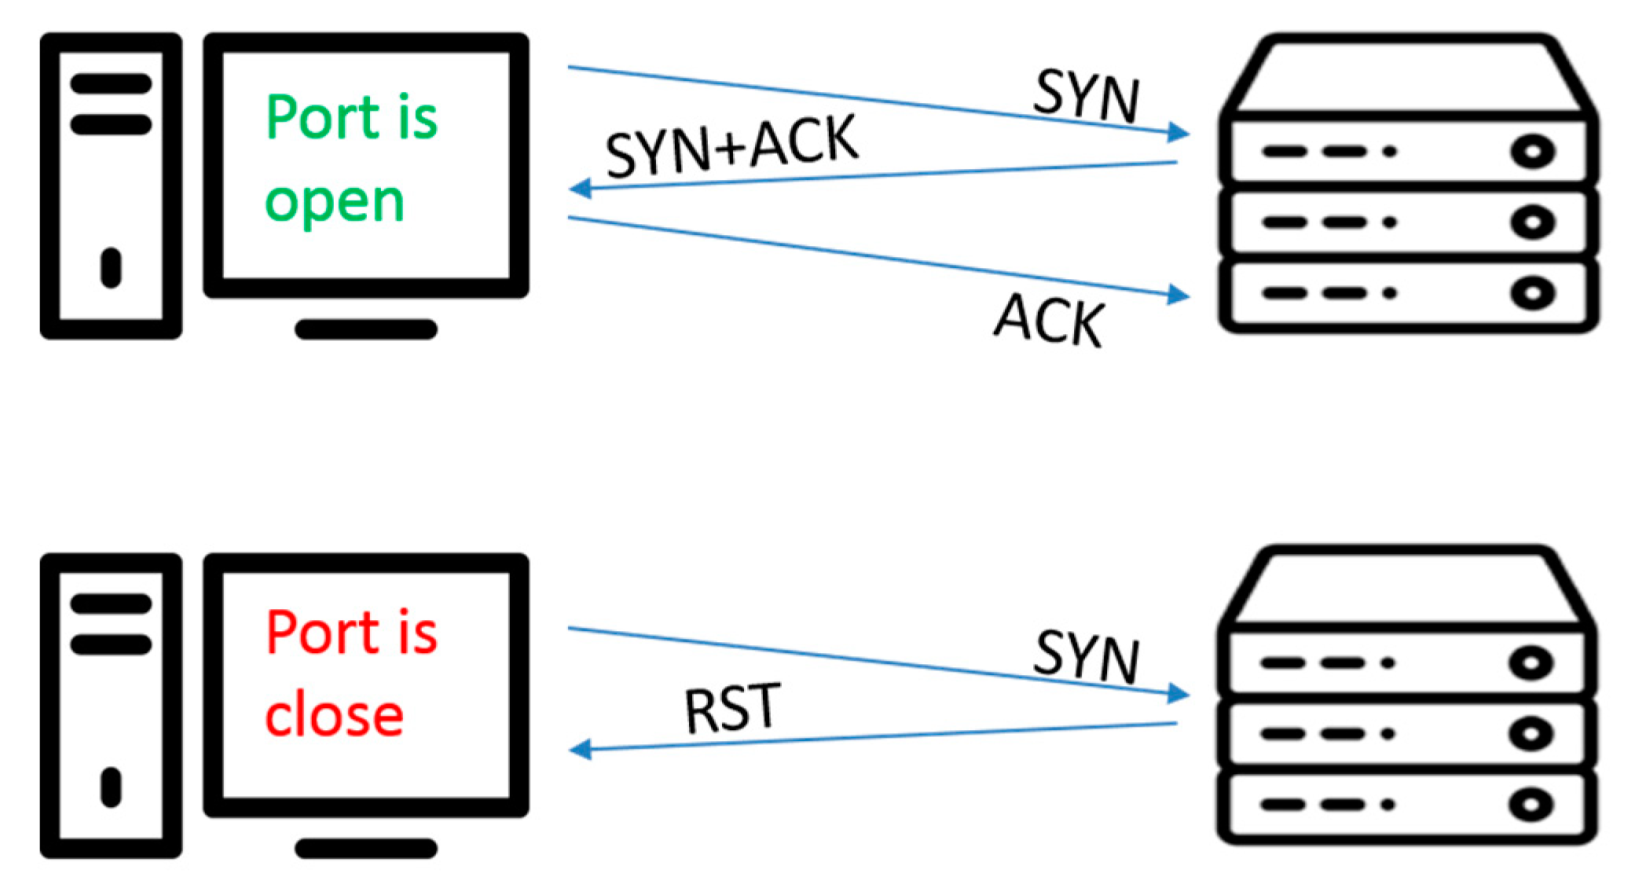 Port is
open
SYN
SYN+ACK
ACK
Port is
close
SYN
RST